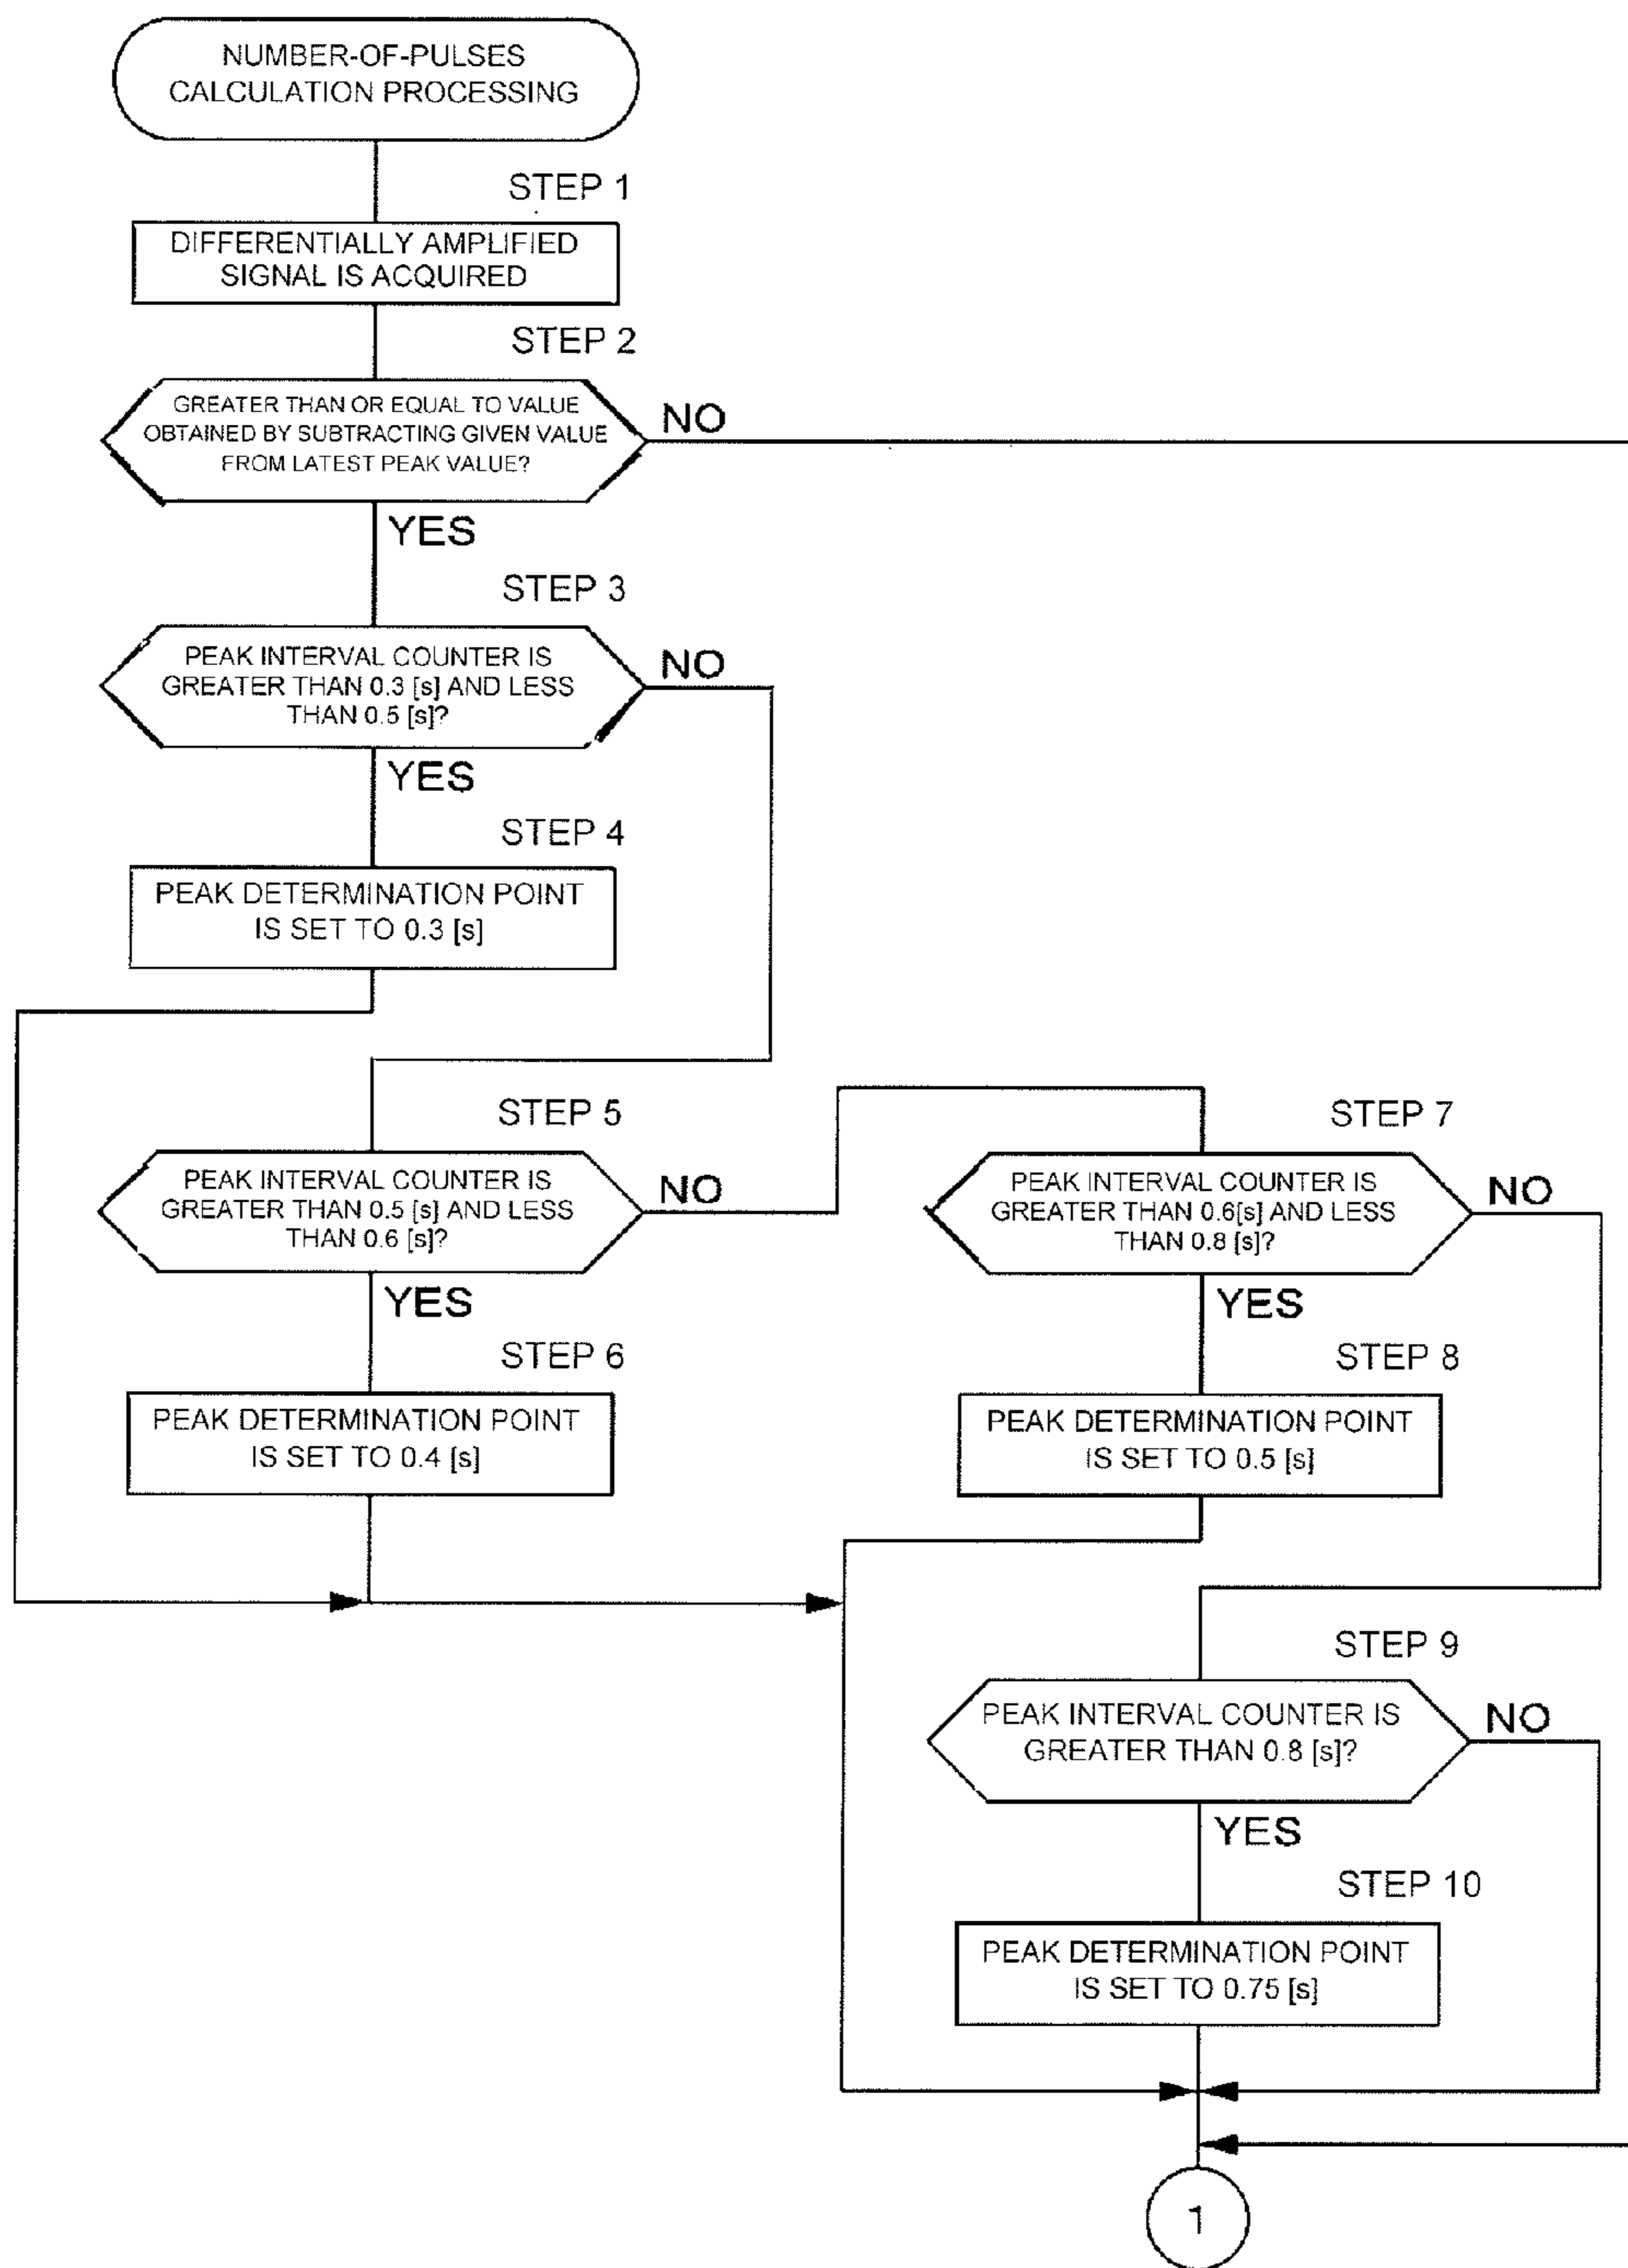 NUMBER-OF-PULSES
CALCULATION PROCESSING
STEP 1
DIFFERENTIALLY AMPLIFIED
SIGNAL IS ACQUIRED
STEP 2
GREATER THAN OR EQUAL TO VALUE
OBTAINED BY SUBTRACTING GIVEN VALUE
FROM LATEST PEAK VALUE?
NO
YES
STEP 3
PEAK INTERVAL COUNTER IS
GREATER THAN 0.3 [s] AND LESS
THAN 0.5 [s]?
NO
YES
STEP 4
PEAK DETERMINATION POINT
IS SET TO 0.3 [s]
STEP 5
PEAK INTERVAL COUNTER IS
GREATER THAN 0.5 [s] AND LESS
THAN 0.6 [s]?
NO
YES
STEP 6
PEAK DETERMINATION POINT
IS SET TO 0.4 [s]
STEP 7
PEAK INTERVAL COUNTER IS
GREATER THAN 0.6[s] AND LESS
THAN 0.8 [s]?
NO
YES
STEP 8
PEAK DETERMINATION POINT
IS SET TO 0.5 [s]
STEP 9
PEAK INTERVAL COUNTER IS
GREATER THAN 0.8 [s]?
NO
YES
STEP 10
PEAK DETERMINATION POINT
IS SET TO 0.75 [s]
1